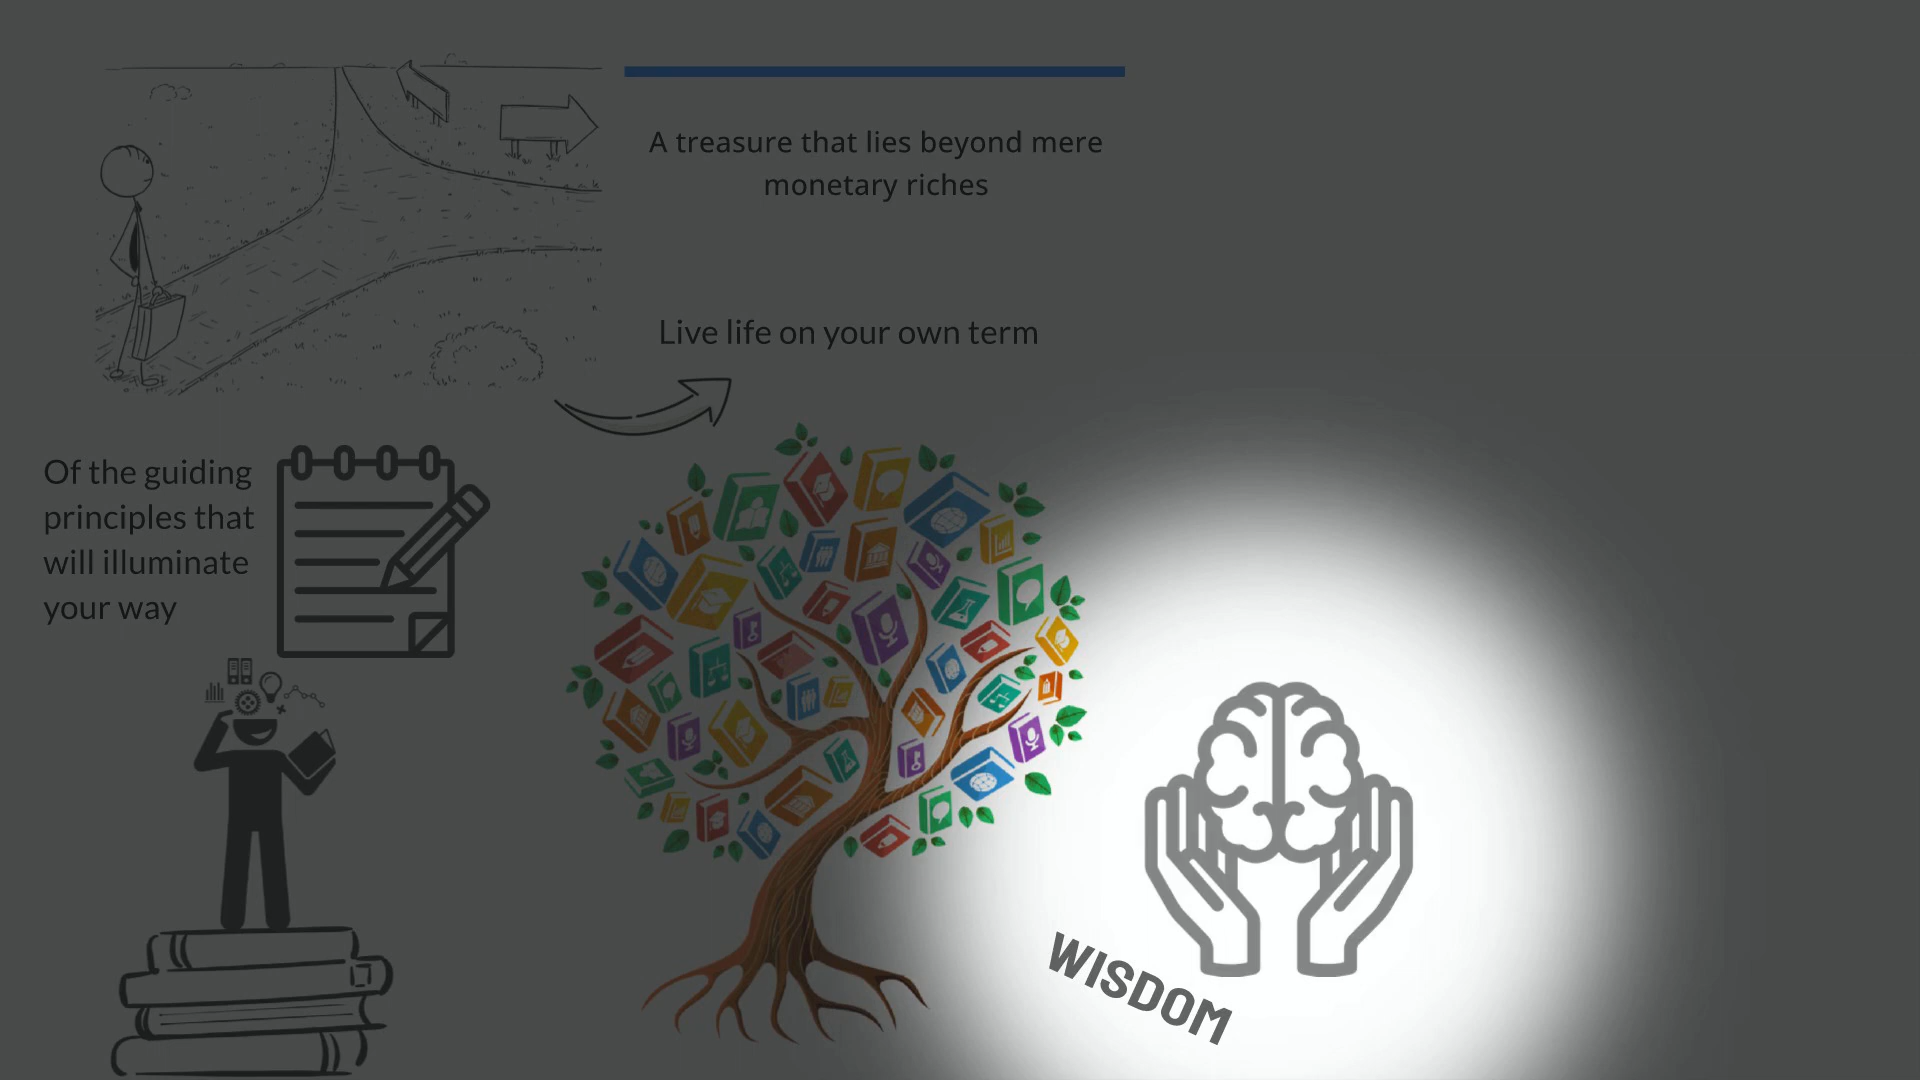 A treasure that lies beyond mere
monetary riches
Live life on your own term
Of the guiding
principles that
will illuminate
your way
WISDOM